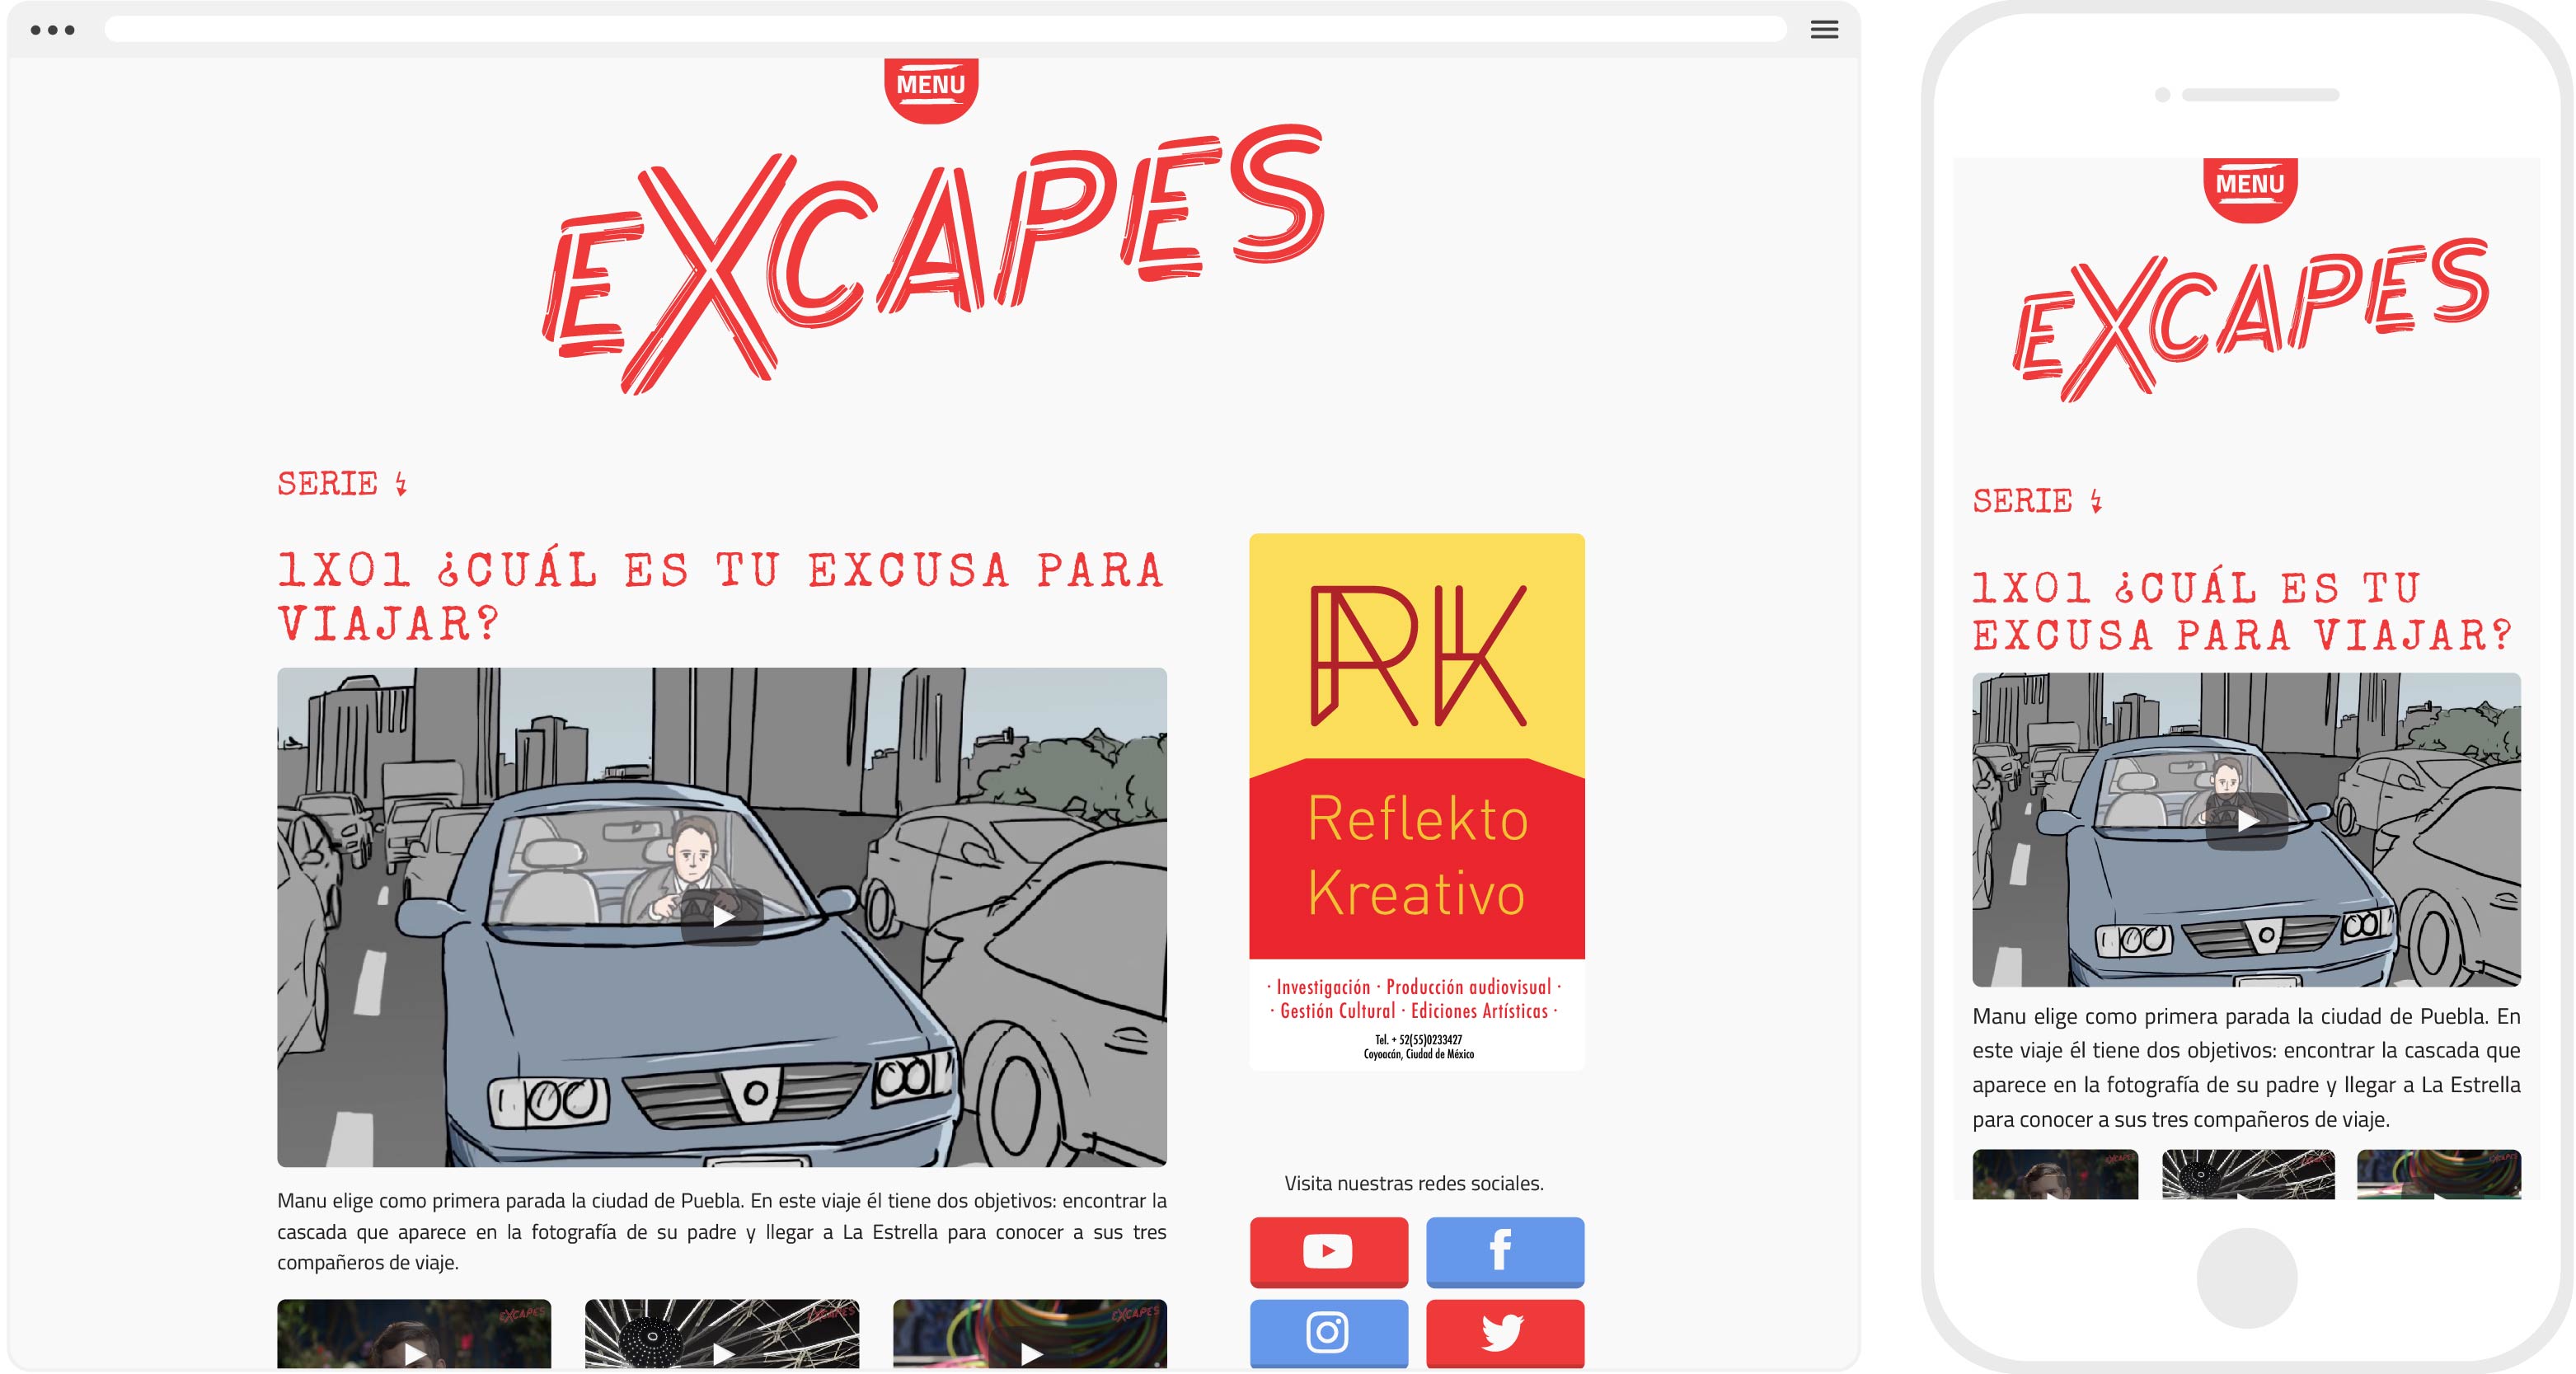 MENU
EXCAPES
SERIE
1X01 ¿CUÁL ES TU EXCUSA PARA
VIAJAR?
Manu elige como primera parada la ciudad de Puebla. En este viaje él tiene dos objetivos: encontrar la
cascada que aparece en la fotografía de su padre y llegar a La Estrella para conocer a sus tres
compañeros de viaje.
EXCAPES
EXCAPES
EXCAPES
RK
Reflekto
Kreativo
· Investigación · Producción audiovisual ·
· Gestión Cultural · Ediciones Artísticas ·
Tel. + 52(55)0233427
Coyoacán, Ciudad de México
Visita nuestras redes sociales.
MENU
EXCAPES
SERIE
1X01 ¿CUÁL ES TU
EXCUSA PARA VIAJAR?
Manu elige como primera parada la ciudad de Puebla. En
este viaje él tiene dos objetivos: encontrar la cascada que
aparece en la fotografía de su padre y llegar a La Estrella
para conocer a sus tres compañeros de viaje.
EXCAPES
EXCAPES
EXCAPES